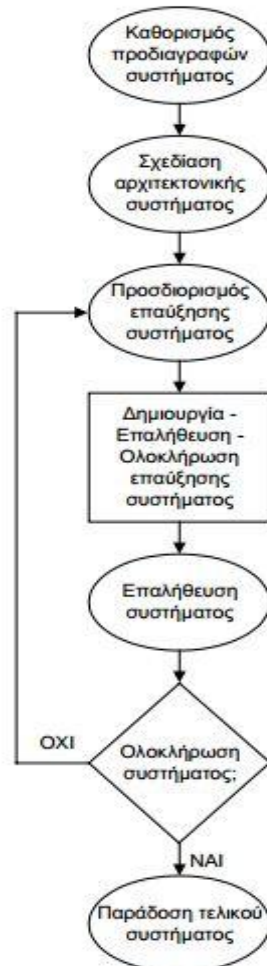 Καθορισμός
προδιαγραφών
συστήματος
Σχεδίαση
αρχιτεκτονικής
συστήματος
Προσδιορισμός
επαύξησης
συστήματος
Δημιουργία -
Επαλήθευση -
Ολοκλήρωση
επαύξησης
συστήματος
Επαλήθευση
συστήματος
ΟΧΙ
Ολοκλήρωση
συστήματος;
ΝΑΙ
Παράδοση τελικού
συστήματος